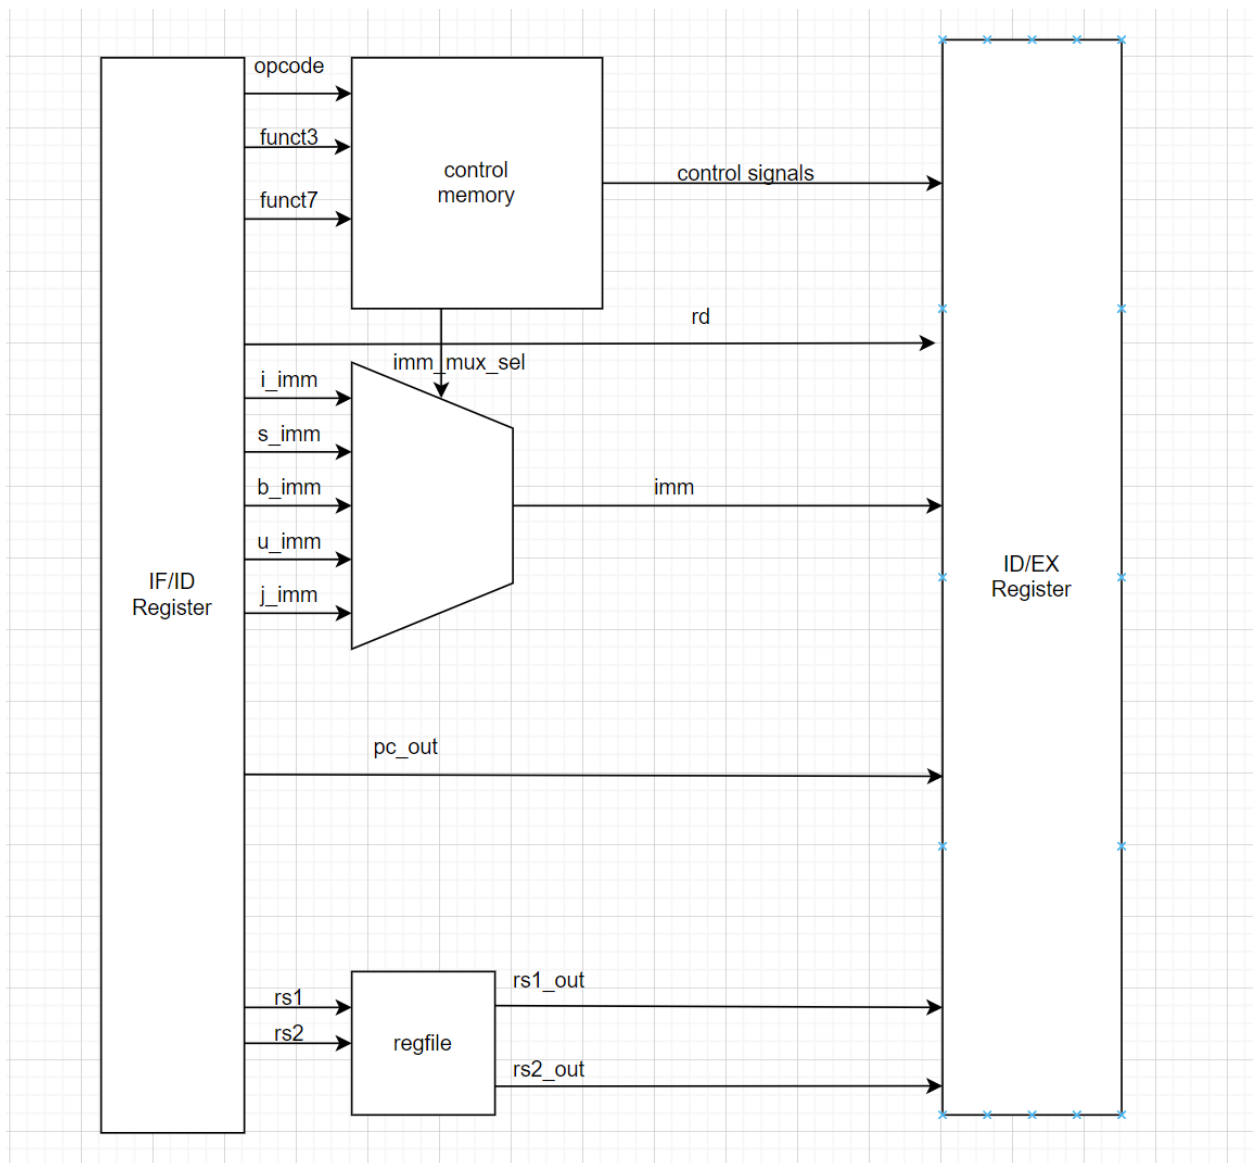 opcode
funct3
funct7
control
memory
control signals
rd
imm_mux_sel
i_imm
s_imm
b_imm
u_imm
j_imm
imm
IF/ID
Register
ID/EX
Register
pc_out
rs1
rs2
regfile
rs1_out
rs2_out